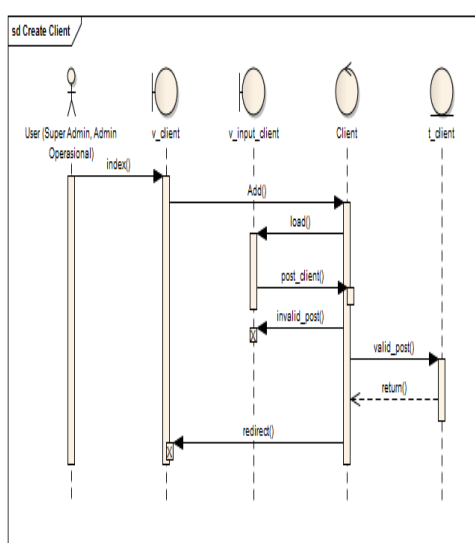 sd Create Client
User (Super Admin, Admin
Operasional)
v_client
v_input_client
Client
t_client
index()
Add()
load()
post_client()
invalid_post()
valid_post()
return()
redirect()